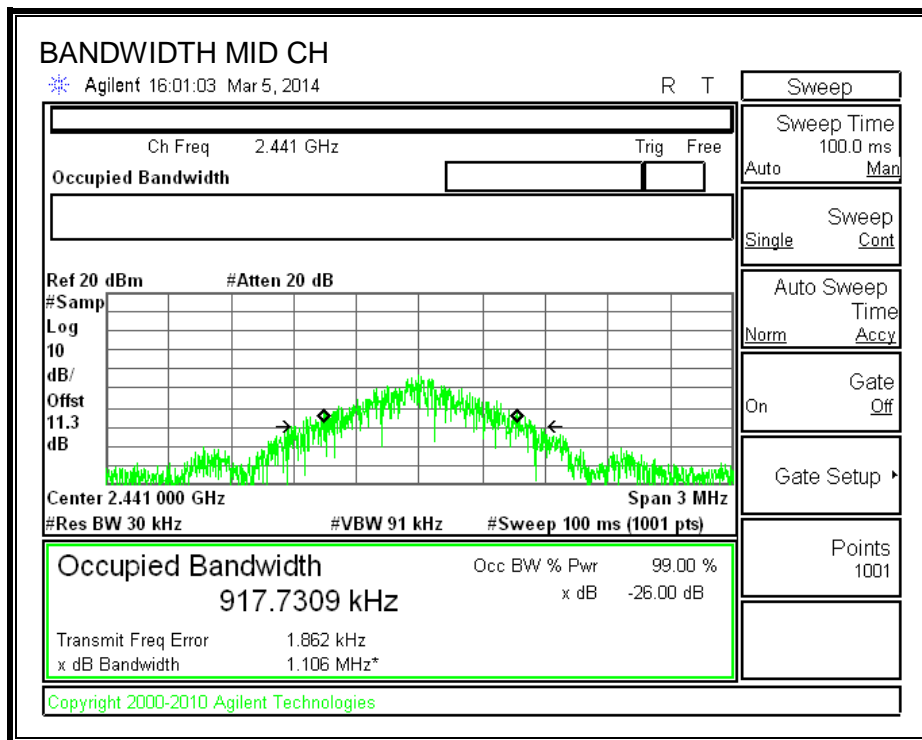 BANDWIDTH MID CH
Agilent 16:01:03 Mar 5, 2014 R T
Ch Freq 2.441 GHz Trig Free
Occupied Bandwidth
Ref 20 dBm #Atten 20 dB
#Samp
Log
10
dB/
Offst
11.3
dB
Center 2.441 000 GHz Span 3 MHz
#Res BW 30 kHz #VBW 91 kHz #Sweep 100 ms (1001 pts)
Occupied Bandwidth Occ BW % Pwr 99.00 %
917.7309 kHz x dB -26.00 dB
Transmit Freq Error 1.862 kHz
x dB Bandwidth 1.106 MHz*
Copyright 2000-2010 Agilent Technologies
Sweep
Sweep Time
100.0 ms
Auto Man
Sweep
Single Cont
Auto Sweep
Time
Norm Accy
Gate
On Off
Gate Setup
Points
1001